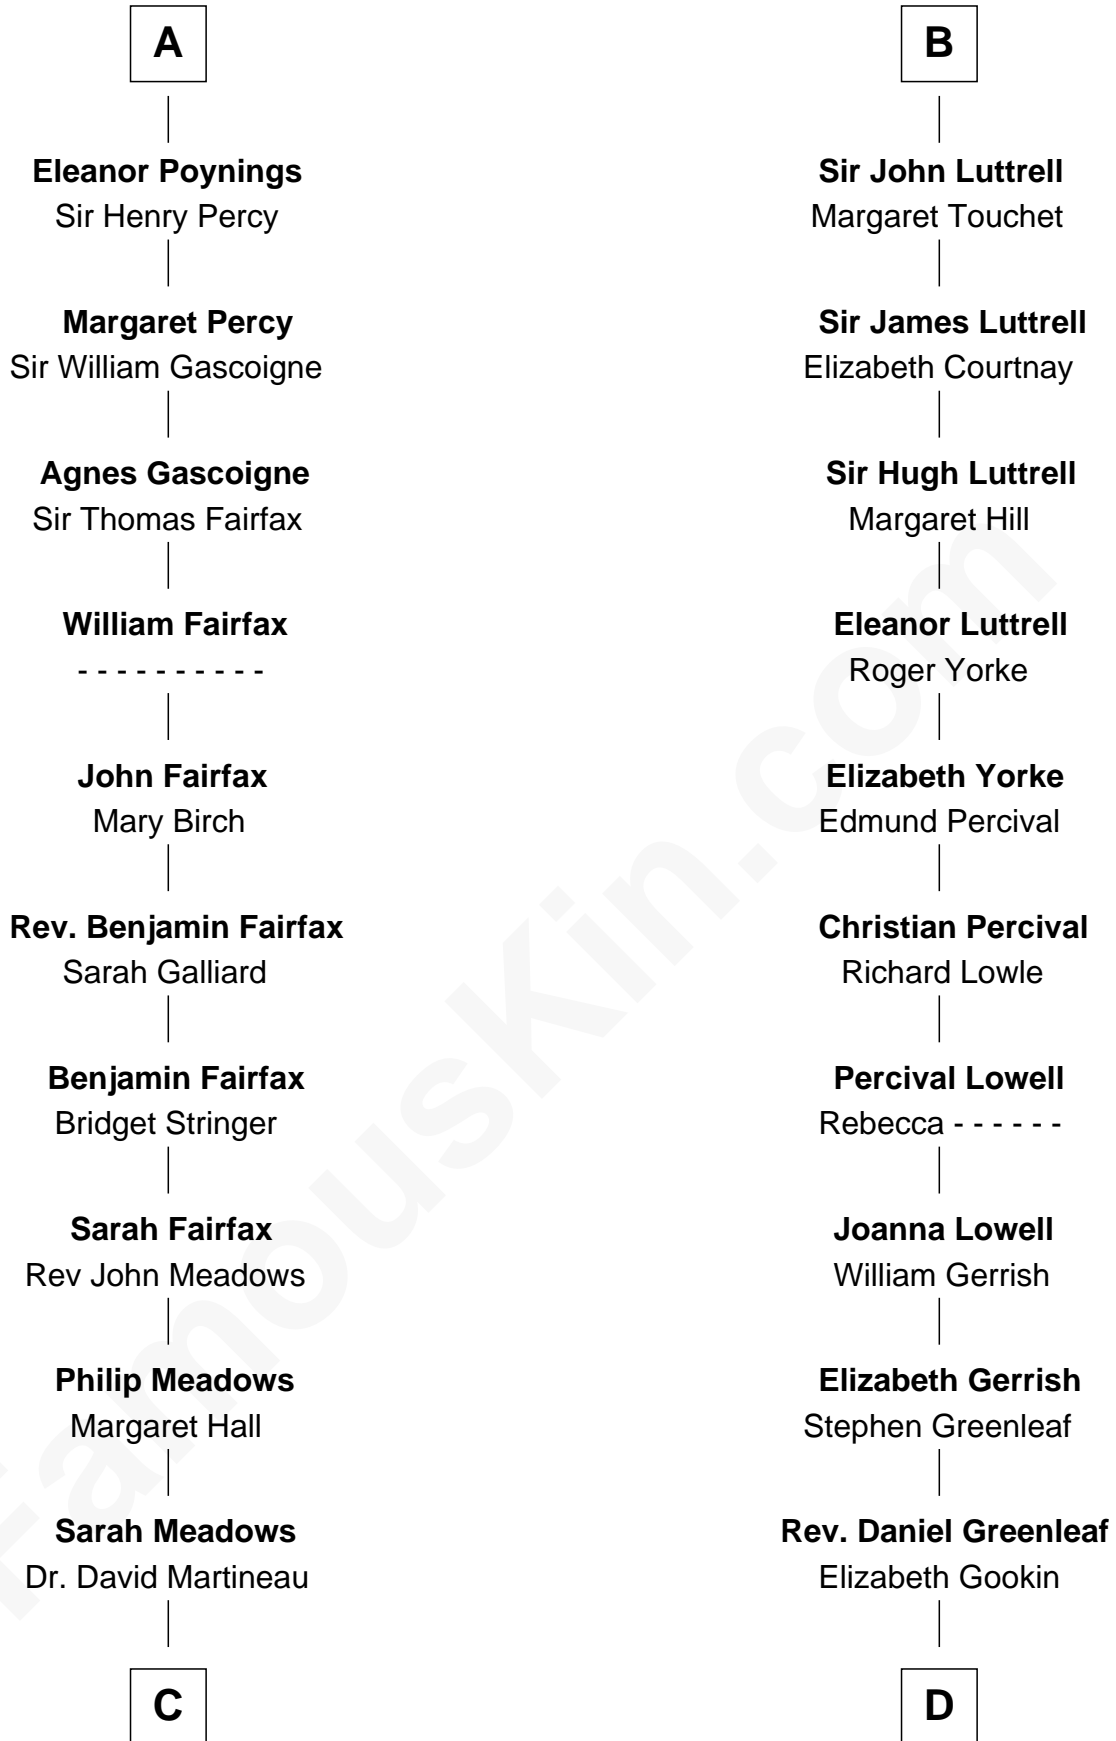 A
Eleanor Poynings
Sir Henry Percy
Margaret Percy
Sir William Gascoigne
Agnes Gascoigne
Sir Thomas Fairfax
William Fairfax
- - - - - - - - - -
John Fairfax
Mary Birch
Rev. Benjamin Fairfax
Sarah Galliard
Benjamin Fairfax
Bridget Stringer
Sarah Fairfax
Rev John Meadows
Philip Meadows
Margaret Hall
Sarah Meadows
Dr. David Martineau
C
B
Sir John Luttrell
Margaret Touchet
Sir James Luttrell
Elizabeth Courtnay
Sir Hugh Luttrell
Margaret Hill
Eleanor Luttrell
Roger Yorke
Elizabeth Yorke
Edmund Percival
Christian Percival
Richard Lowle
Percival Lowell
Rebecca - - - - - -
Joanna Lowell
William Gerrish
Elizabeth Gerrish
Stephen Greenleaf
Rev. Daniel Greenleaf
Elizabeth Gookin
D
FamousKin.com